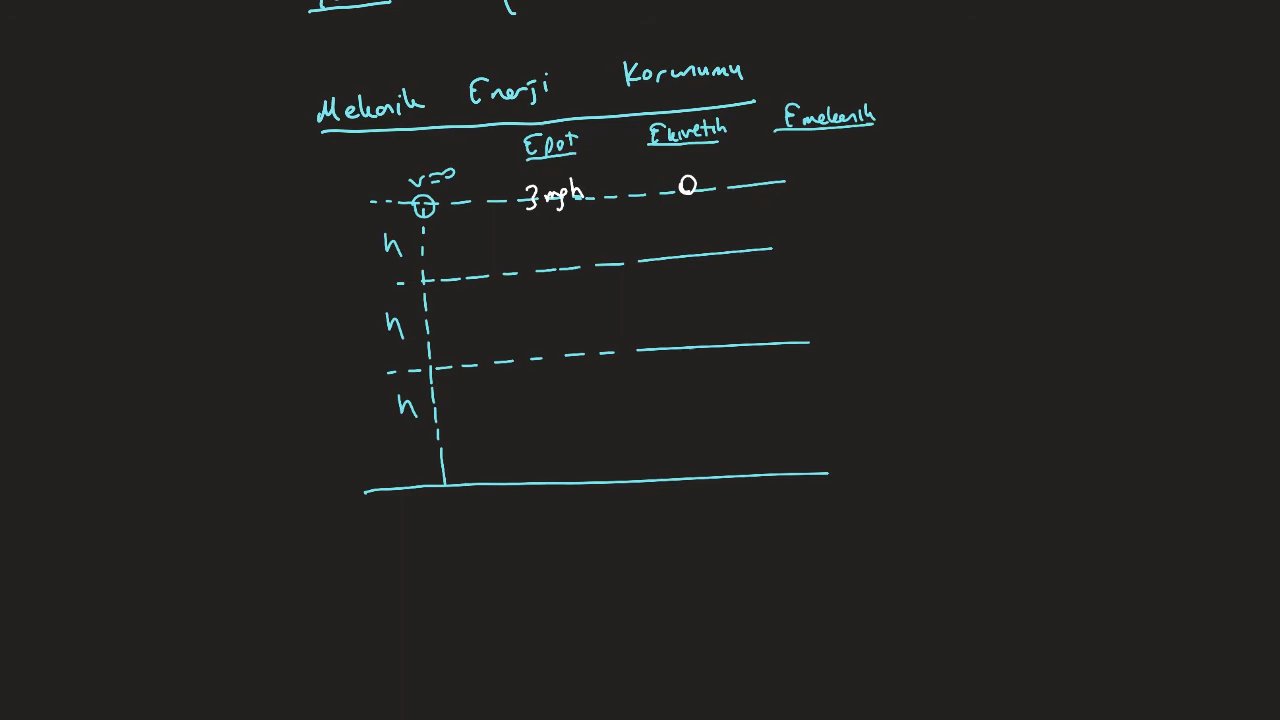 Mekanik Enerji Korunumu
Epot Ekinetik Emekanik
v=0
3mgh 0
h
h
h